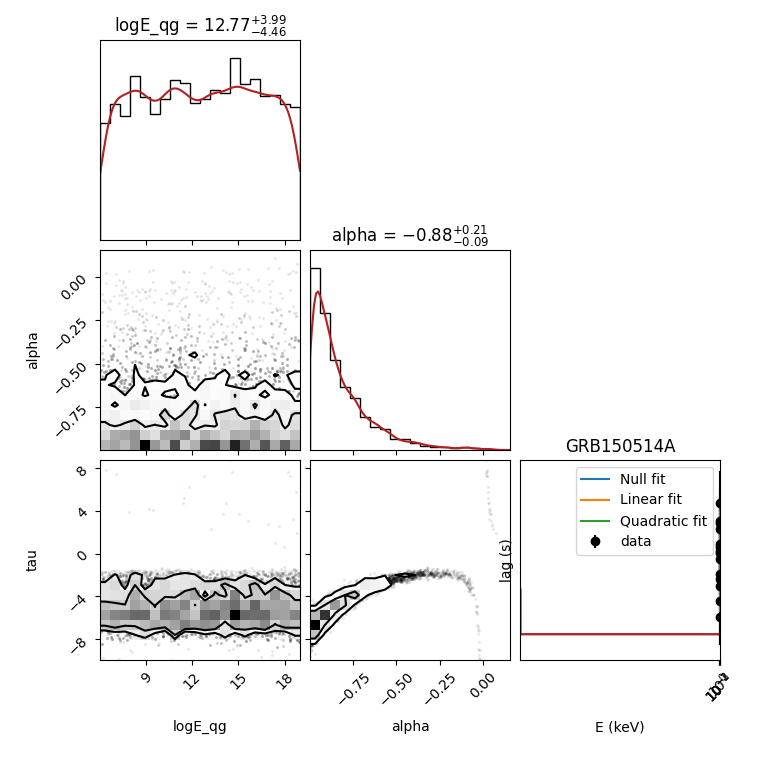 logE_qg = 12.77+3.99−4.46
alpha = −0.88+0.21−0.09
0.00
−0.25
−0.50
−0.75
alpha
GRB150514A
8
4
0
−4
−8
tau
lag (s)
Null fit
Linear fit
Quadratic fit
data
9 12 15 18
−0.75 −0.50 −0.25 0.00
logE_qg
alpha
E (keV)